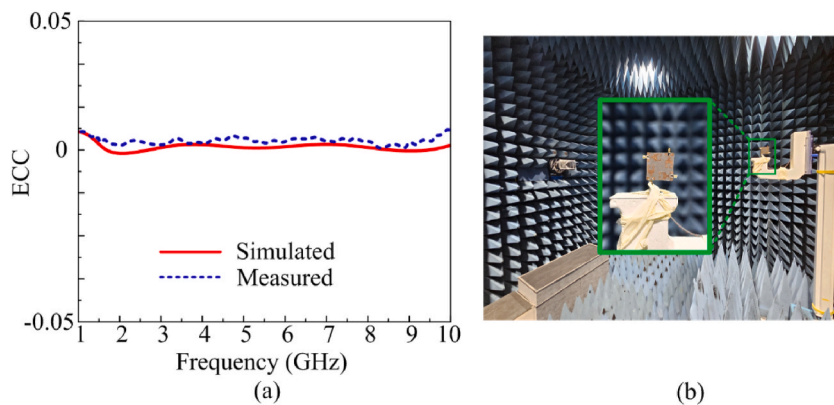 0.05
ECC
0
-0.05
Simulated
Measured
1 2 3 4 5 6 7 8 9 10
Frequency (GHz)
(a)
(b)